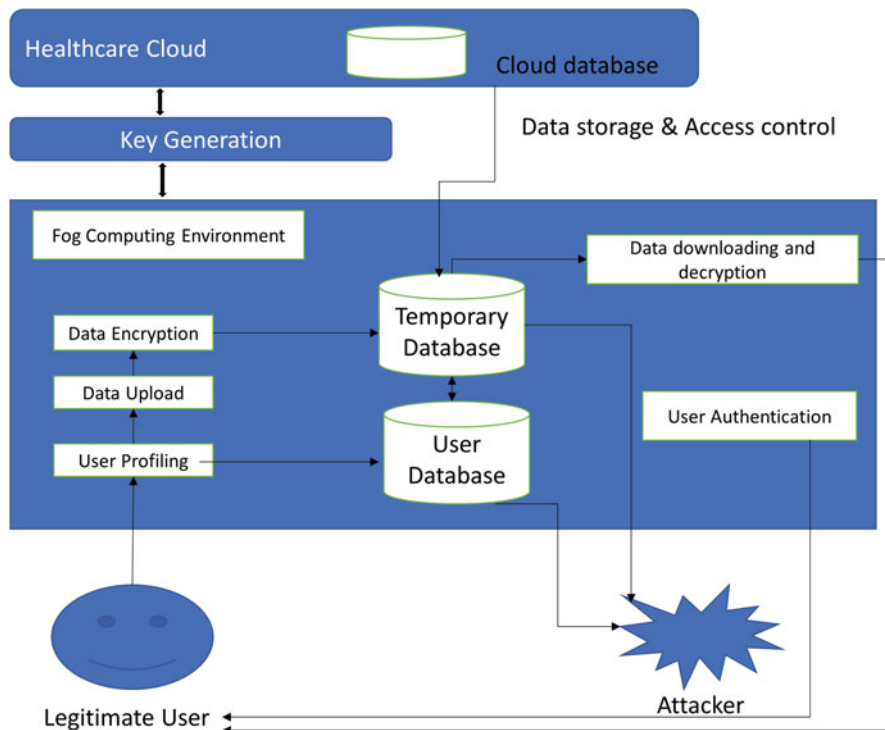 Healthcare Cloud
Cloud database
Data storage & Access control
Key Generation
Fog Computing Environment
Data downloading and
decryption
Temporary
Database
Data Encryption
Data Upload
User Authentication
User Profiling
User
Database
Attacker
Legitimate User